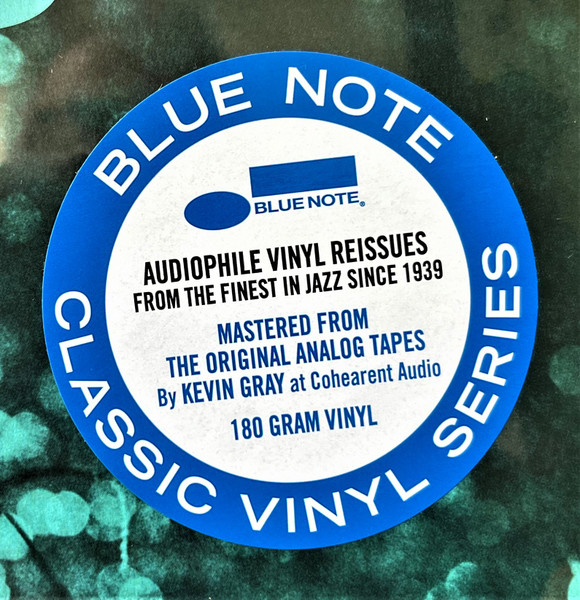 BLUE NOTE
BLUE NOTE®
AUDIOPHILE VINYL REISSUES
FROM THE FINEST IN JAZZ SINCE 1939
MASTERED FROM
THE ORIGINAL ANALOG TAPES
By KEVIN GRAY at Cohearent Audio
180 GRAM VINYL
CLASSIC VINYL SERIES